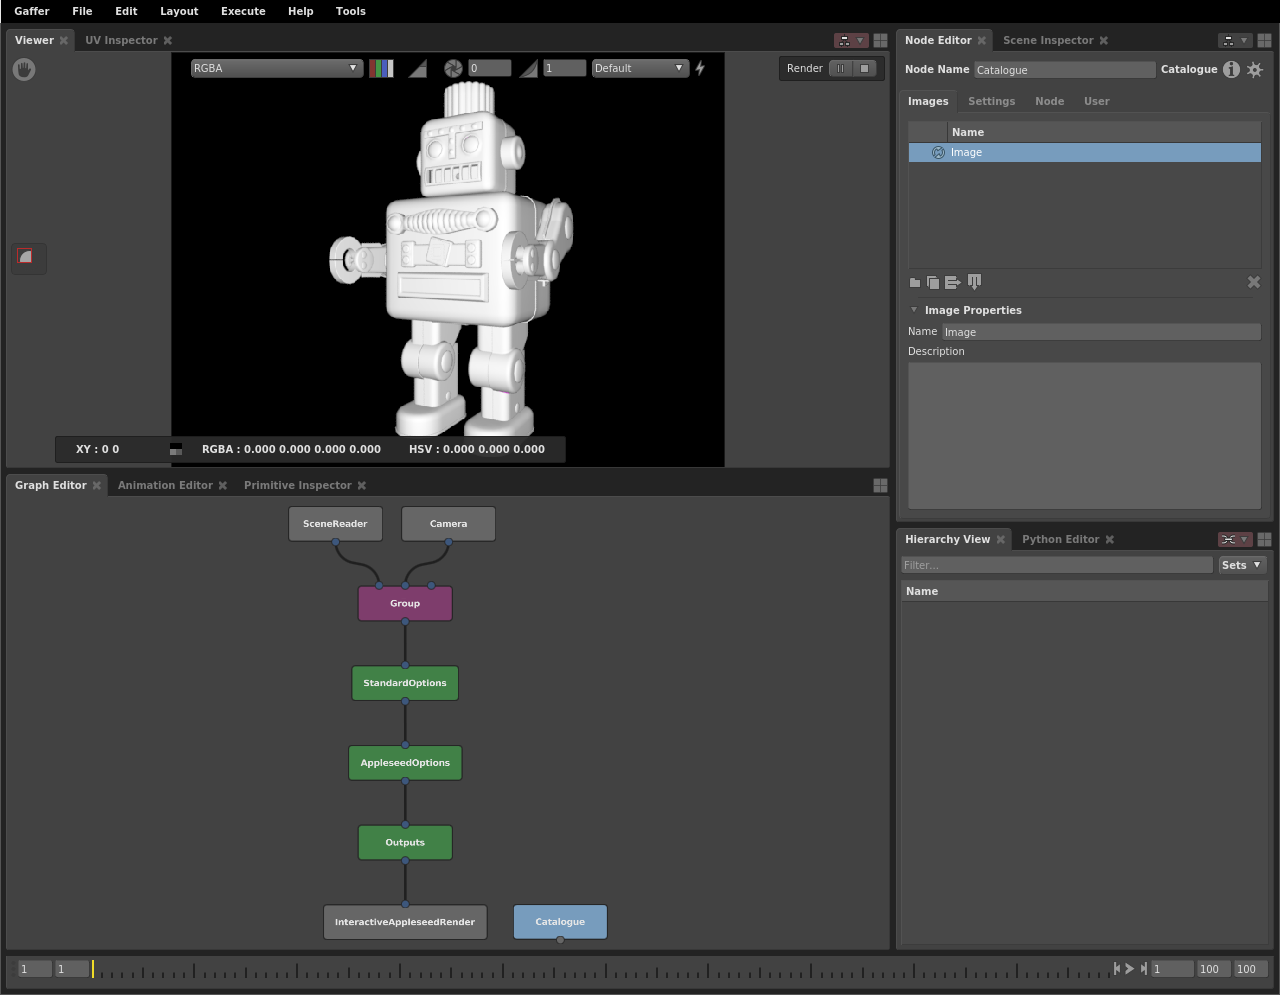 Gaffer File Edit Layout Execute Help Tools
Viewer UV Inspector
RGBA 0 1 Default Render
XY : 0 0 RGBA : 0.000 0.000 0.000 0.000 HSV : 0.000 0.000 0.000
Node Editor Scene Inspector
Node Name Catalogue Catalogue
Images Settings Node User
Name
Image
Image Properties
Name Image
Description
Graph Editor Animation Editor Primitive Inspector
SceneReader Camera
Group
StandardOptions
AppleseedOptions
Outputs
InteractiveAppleseedRender Catalogue
Hierarchy View Python Editor
Filter... Sets
Name
1 1 1 100 100